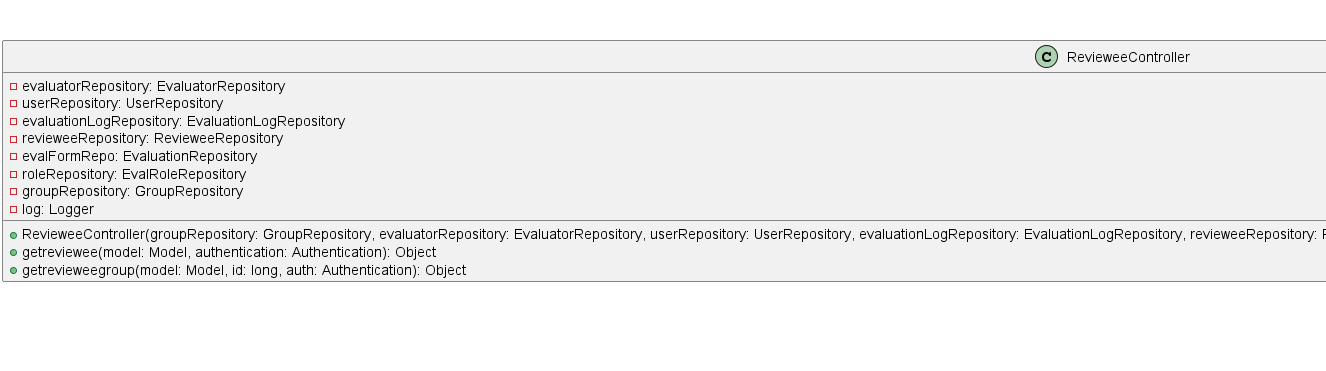 C RevieweeController
evaluatorRepository: EvaluatorRepository
userRepository: UserRepository
evaluationLogRepository: EvaluationLogRepository
revieweeRepository: RevieweeRepository
evalFormRepo: EvaluationRepository
roleRepository: EvalRoleRepository
groupRepository: GroupRepository
log: Logger
RevieweeController(groupRepository: GroupRepository, evaluatorRepository: EvaluatorRepository, userRepository: UserRepository, evaluationLogRepository: EvaluationLogRepository, revieweeRepository:
getreviewee(model: Model, authentication: Authentication): Object
getrevieweegroup(model: Model, id: long, auth: Authentication): Object